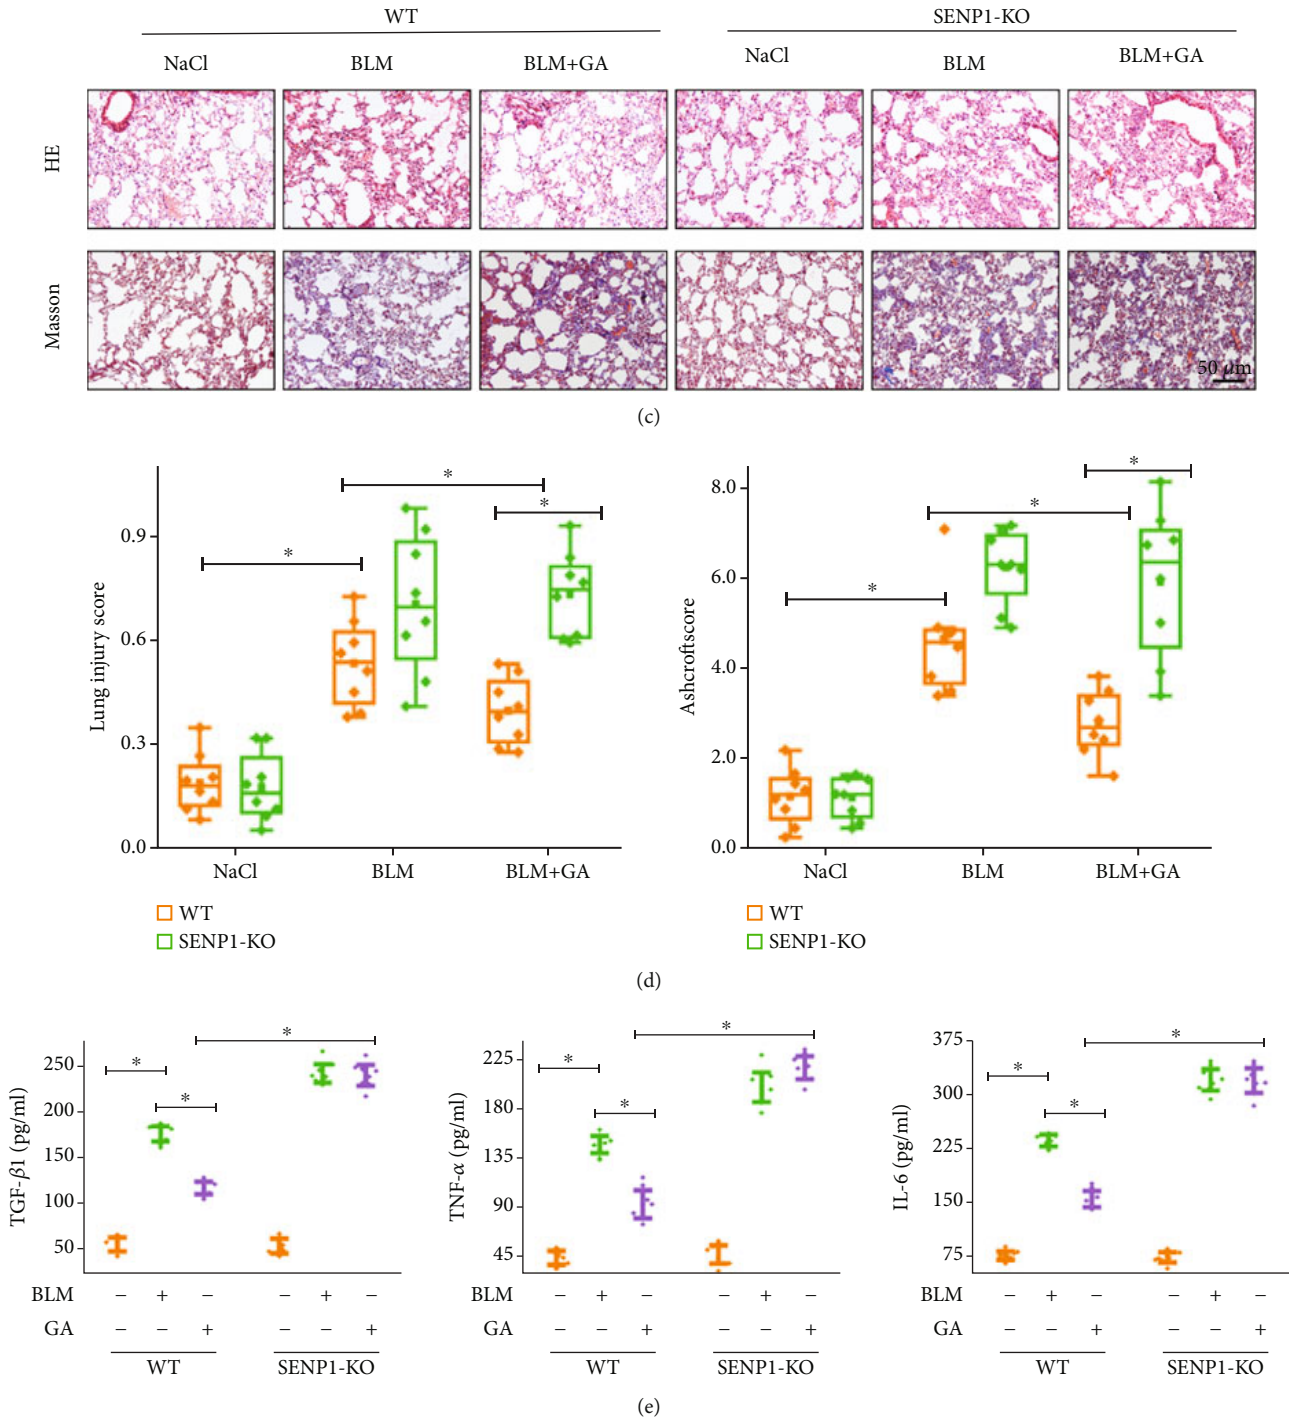 WT SENP1-KO
NaCl BLM BLM+GA NaCl BLM BLM+GA
HE
Masson
50 μm
(c)
Lung injury score
0.9
0.6
0.3
0.0
* * * *
NaCl BLM BLM+GA
WT
SENP1-KO
Ashcroftscore
8.0
6.0
4.0
2.0
0.0
* * *
NaCl BLM BLM+GA
WT
SENP1-KO
(d)
TGF-β1 (pg/ml)
250
200
150
100
50
* * *
BLM − + − − + −
GA − − + − − +
WT SENP1-KO
TNF-α (pg/ml)
225
180
135
90
45
* * *
BLM − + − − + −
GA − − + − − +
WT SENP1-KO
IL-6 (pg/ml)
375
300
225
150
75
* * *
BLM − + − − + −
GA − − + − − +
WT SENP1-KO
(e)